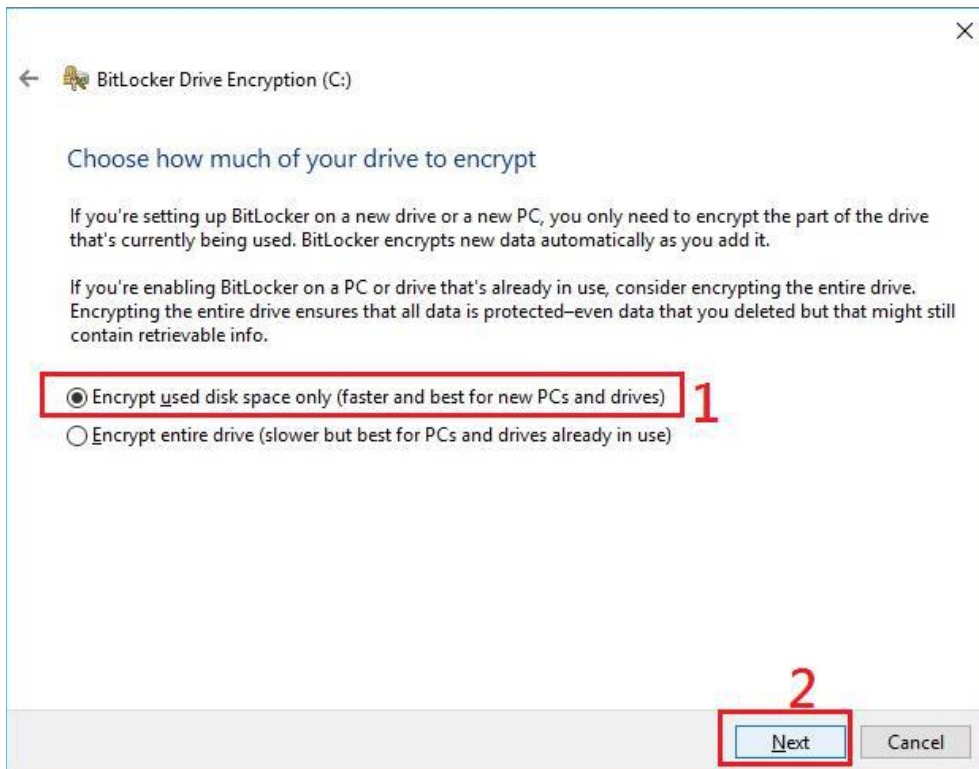 BitLocker Drive Encryption (C:)
Choose how much of your drive to encrypt
If you're setting up BitLocker on a new drive or a new PC, you only need to encrypt the part of the drive
that's currently being used. BitLocker encrypts new data automatically as you add it.
If you're enabling BitLocker on a PC or drive that's already in use, consider encrypting the entire drive.
Encrypting the entire drive ensures that all data is protected–even data that you deleted but that might still
contain retrievable info.
Encrypt used disk space only (faster and best for new PCs and drives) 1
Encrypt entire drive (slower but best for PCs and drives already in use)
2
Next Cancel